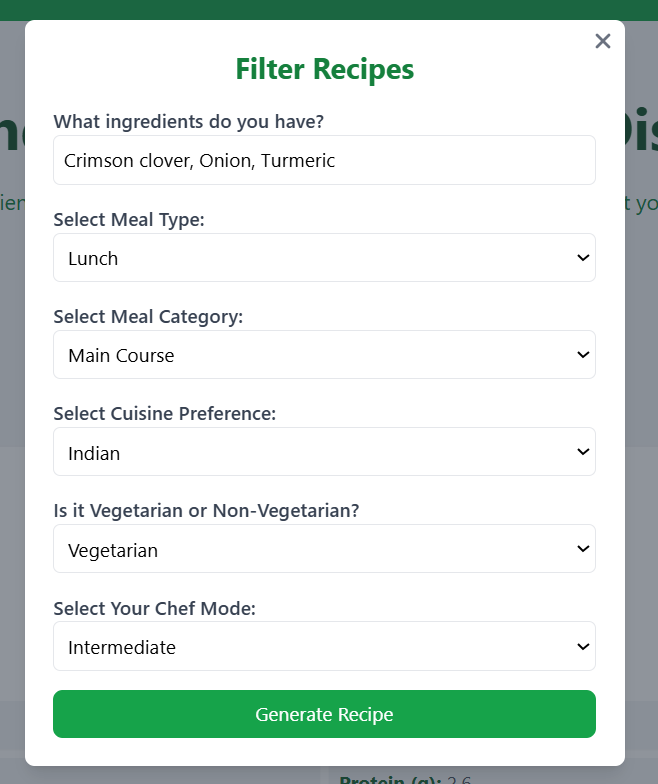 Filter Recipes
What ingredients do you have?
Crimson clover, Onion, Turmeric
Select Meal Type:
Lunch
Select Meal Category:
Main Course
Select Cuisine Preference:
Indian
Is it Vegetarian or Non-Vegetarian?
Vegetarian
Select Your Chef Mode:
Intermediate
Generate Recipe
Protein (g): 2.6